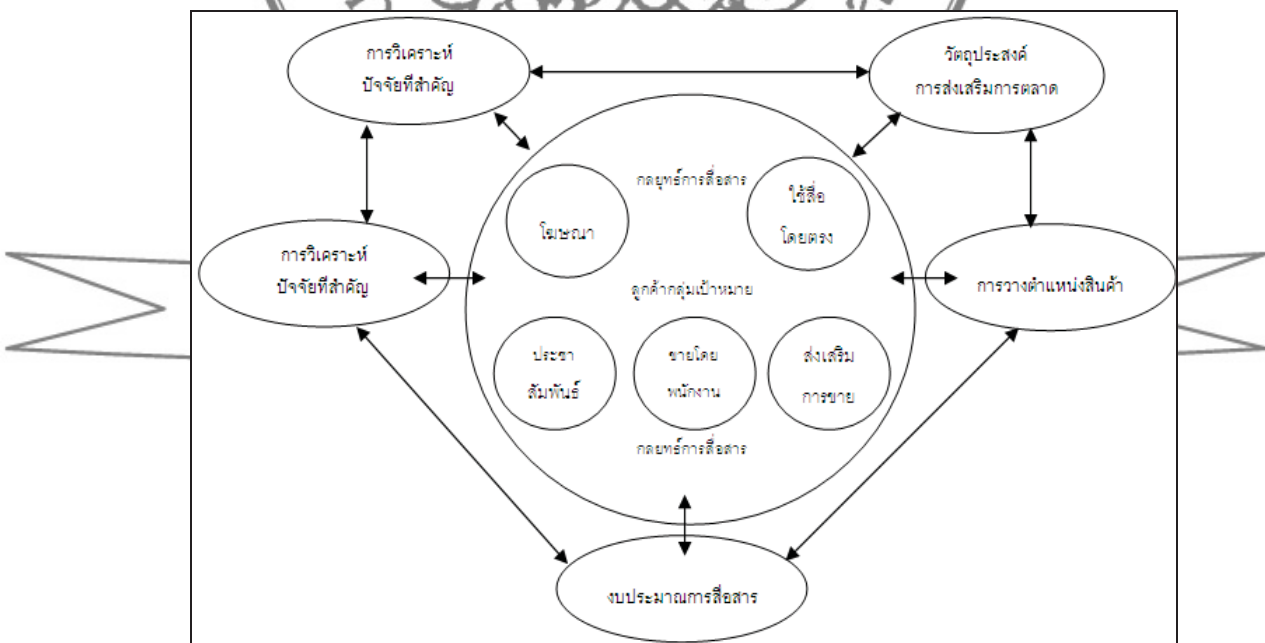 การวิเคราะห์
ปัจจัยที่สำคัญ
วัตถุประสงค์
การส่งเสริมการตลาด
กลยุทธ์การสื่อสาร
ใช้สื่อ
โดยตรง
โฆษณา
การวิเคราะห์
ปัจจัยที่สำคัญ
ลูกค้ากลุ่มเป้าหมาย
การวางตำแหน่งสินค้า
ประชา
สัมพันธ์
ขายโดย
พนักงาน
ส่งเสริม
การขาย
กลยุทธ์การสื่อสาร
งบประมาณการสื่อสาร